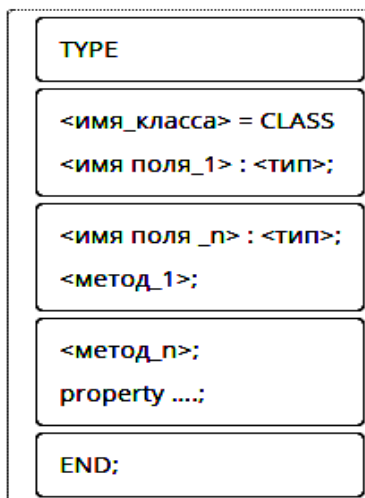 TYPE
<имя_класса> = CLASS
<имя поля_1> : <тип>;
<имя поля _n> : <тип>;
<метод_1>;
<метод_n>;
property ....;
END;